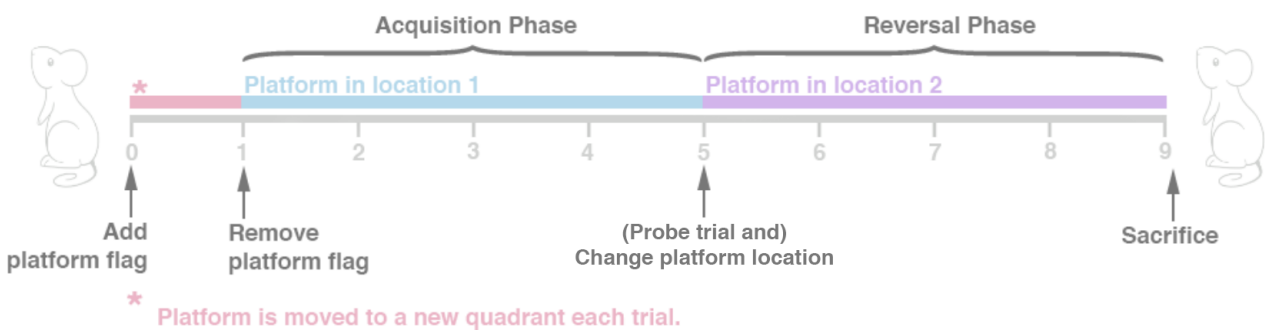 Acquisition Phase
Reversal Phase
*
Platform in location 1
Platform in location 2
0 1 2 3 4 5 6 7 8 9
Add
platform flag
Remove
platform flag
(Probe trial and)
Change platform location
Sacrifice
* Platform is moved to a new quadrant each trial.